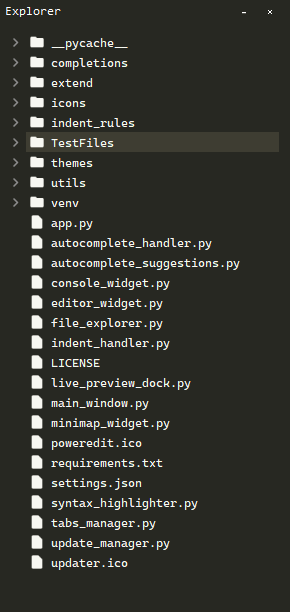 Explorer
__pycache__
completions
extend
icons
indent_rules
TestFiles
themes
utils
venv
app.py
autocomplete_handler.py
autocomplete_suggestions.py
console_widget.py
editor_widget.py
file_explorer.py
indent_handler.py
LICENSE
live_preview_dock.py
main_window.py
minimap_widget.py
poweredit.ico
requirements.txt
settings.json
syntax_highlighter.py
tabs_manager.py
update_manager.py
updater.ico